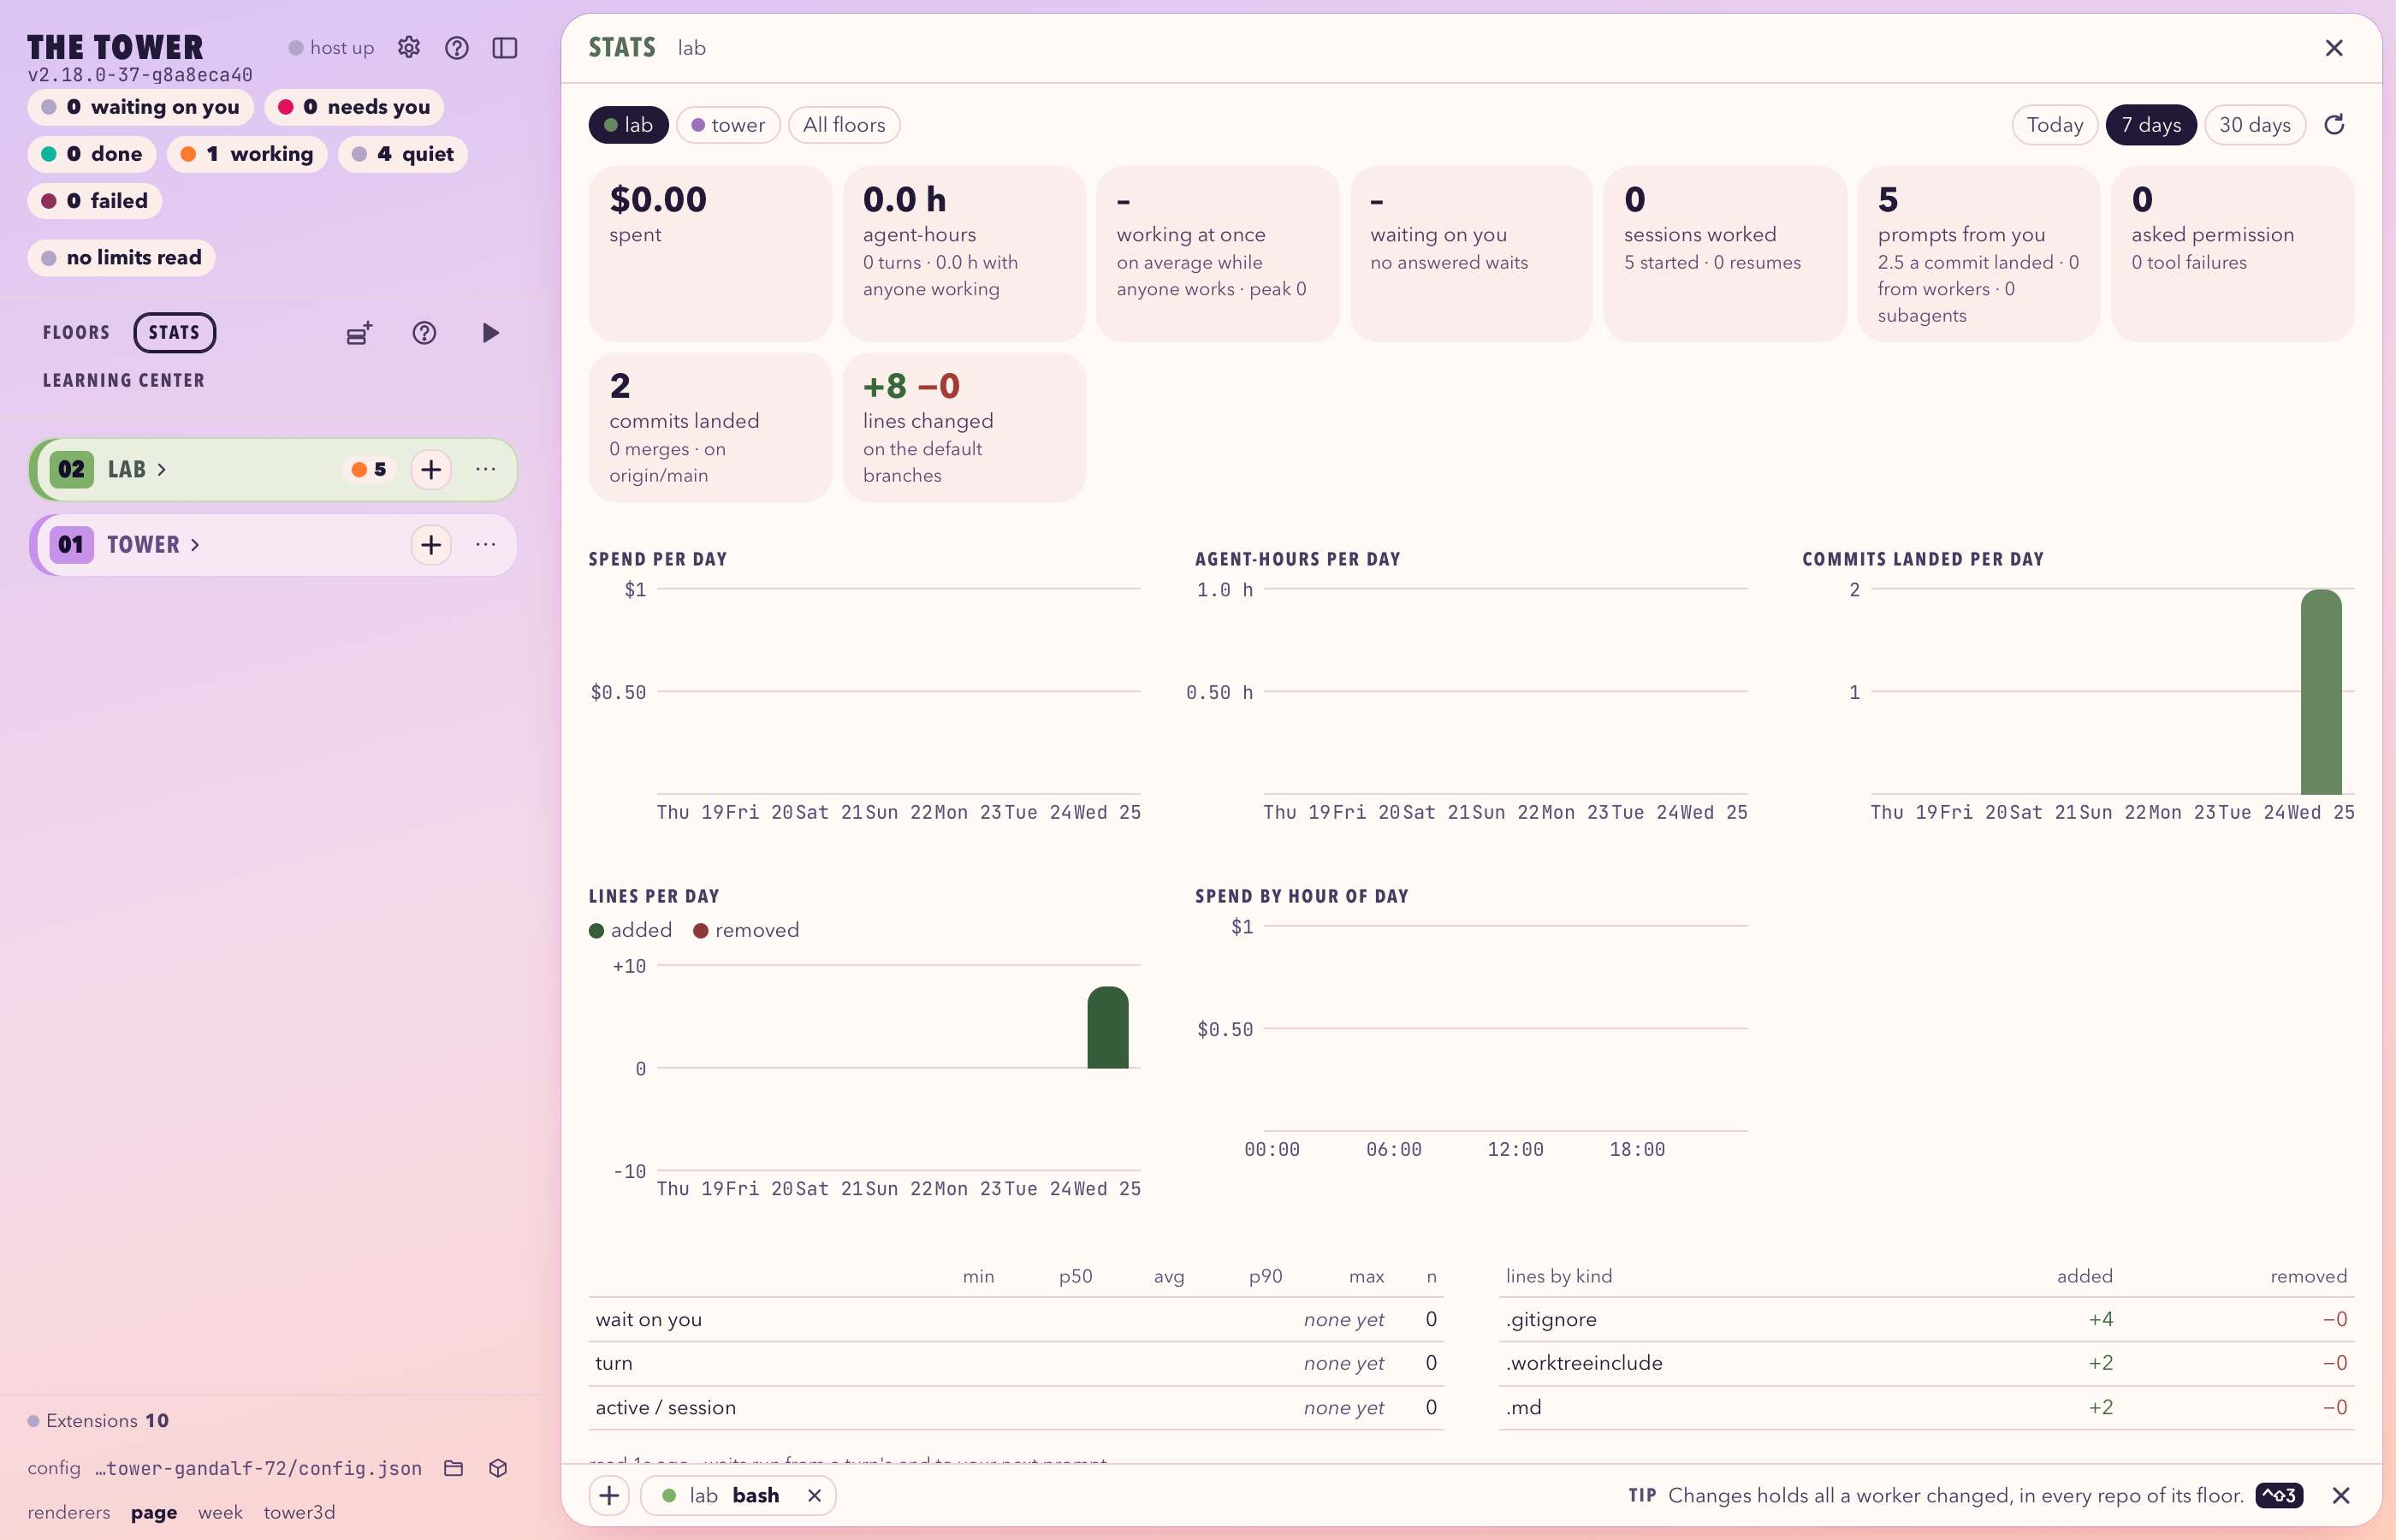 THE TOWER
host up
v2.18.0-37-g8a8eca40
0 waiting on you
0 needs you
0 done
1 working
4 quiet
0 failed
no limits read
FLOORS
STATS
LEARNING CENTER
02 LAB
5
01 TOWER
Extensions 10
config …tower-gandalf-72/config.json
renderers page week tower3d
STATS lab
lab
tower
All floors
Today
7 days
30 days
$0.00
spent
0.0 h
agent-hours
0 turns · 0.0 h with
anyone working
–
working at once
on average while
anyone works · peak 0
–
waiting on you
no answered waits
0
sessions worked
5 started · 0 resumes
5
prompts from you
2.5 a commit landed · 0
from workers · 0
subagents
0
asked permission
0 tool failures
2
commits landed
0 merges · on
origin/main
+8 −0
lines changed
on the default
branches
SPEND PER DAY
$1
$0.50
Thu 19 Fri 20 Sat 21 Sun 22 Mon 23 Tue 24 Wed 25
AGENT-HOURS PER DAY
1.0 h
0.50 h
Thu 19 Fri 20 Sat 21 Sun 22 Mon 23 Tue 24 Wed 25
COMMITS LANDED PER DAY
2
1
Thu 19 Fri 20 Sat 21 Sun 22 Mon 23 Tue 24 Wed 25
LINES PER DAY
added removed
+10
0
-10
Thu 19 Fri 20 Sat 21 Sun 22 Mon 23 Tue 24 Wed 25
SPEND BY HOUR OF DAY
$1
$0.50
00:00 06:00 12:00 18:00
min p50 avg p90 max n
wait on you none yet 0
turn none yet 0
active / session none yet 0
lines by kind added removed
.gitignore +4 −0
.worktreeinclude +2 −0
.md +2 −0
read 1s ago · waits run from a turn's end to your next prompt
lab bash
TIP Changes holds all a worker changed, in every repo of its floor. ^⇧3